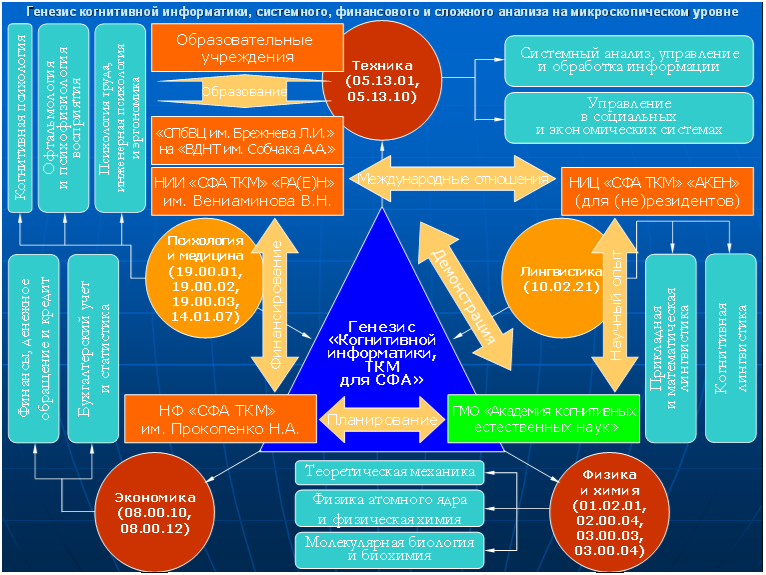 Генезис когнитивной информатики, системного, финансового и сложного анализа на микроскопическом уровне
Когнитивная психология
Офтальмология
и психофизиология
восприятия
Психология труда,
инженерная психология
и эргономика
Образовательные
учреждения
Образование
«СПбВЦ им. Брежнева Л.И.»
на «ВДНТ им. Собчака А.А.»
НИИ «СФА ТКМ» «РА(Е)Н»
им. Вениаминова В.Н.
Техника
(05.13.01,
05.13.10)
Системный анализ, управление
и обработка информации
Управление
в социальных
и экономических системах
Международные отношения
НИЦ «СФА ТКМ» «АКЕН»
(для (не)резидентов)
Психология
и медицина
(19.00.01,
19.00.02,
19.00.03,
14.01.07)
Финансирование
Демонстрация
Лингвистика
(10.02.21)
Научный опыт
Генезис
«Когнитивной
информатики,
ТКМ
для СФА»
Финансы, денежное
обращение и кредит
Бухгалтерский учет
и статистика
Прикладная
и математическая
лингвистика
Когнитивная
лингвистика
НФ «СФА ТКМ»
им. Прокопенко Н.А.
Планирование
ГМО «Академия когнитивных
естественных наук»
Экономика
(08.00.10,
08.00.12)
Теоретическая механика
Физика атомного ядра
и физическая химия
Молекулярная биология
и биохимия
Физика
и химия
(01.02.01,
02.00.04,
03.00.03,
03.00.04)